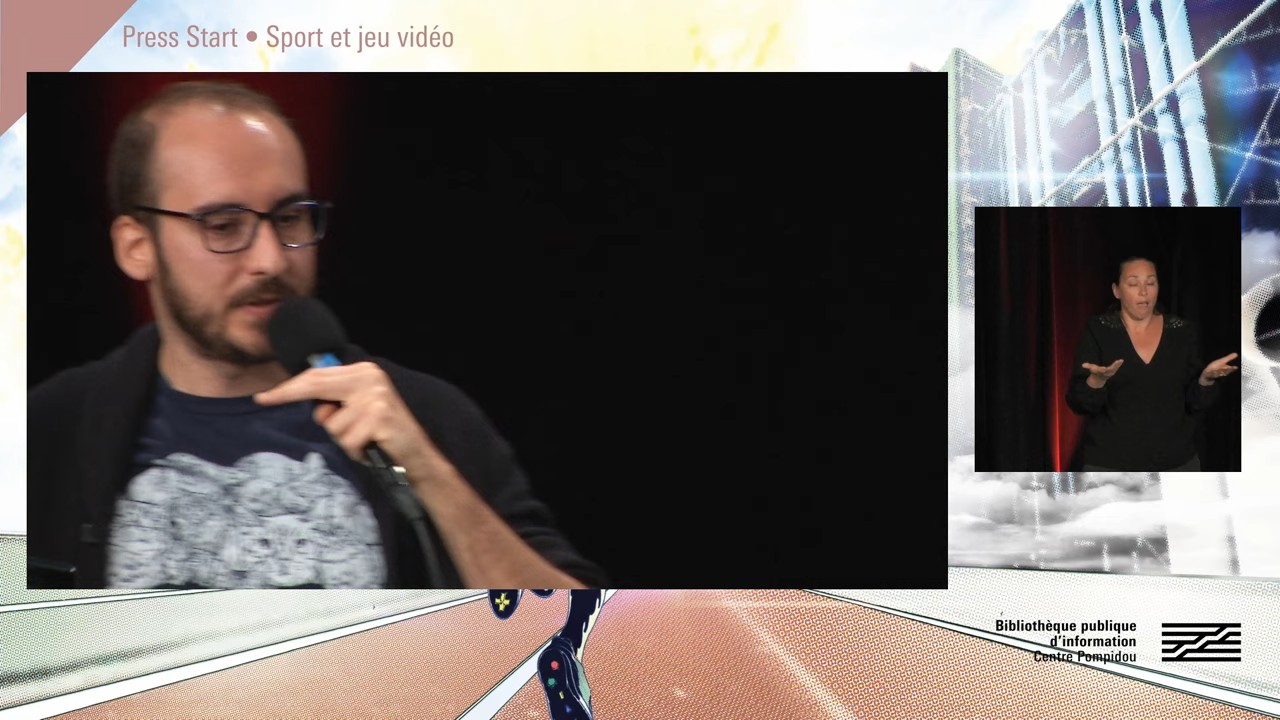 Press Start • Sport et jeu vidéo
Bibliothèque publique
d'information
Centre Pompidou